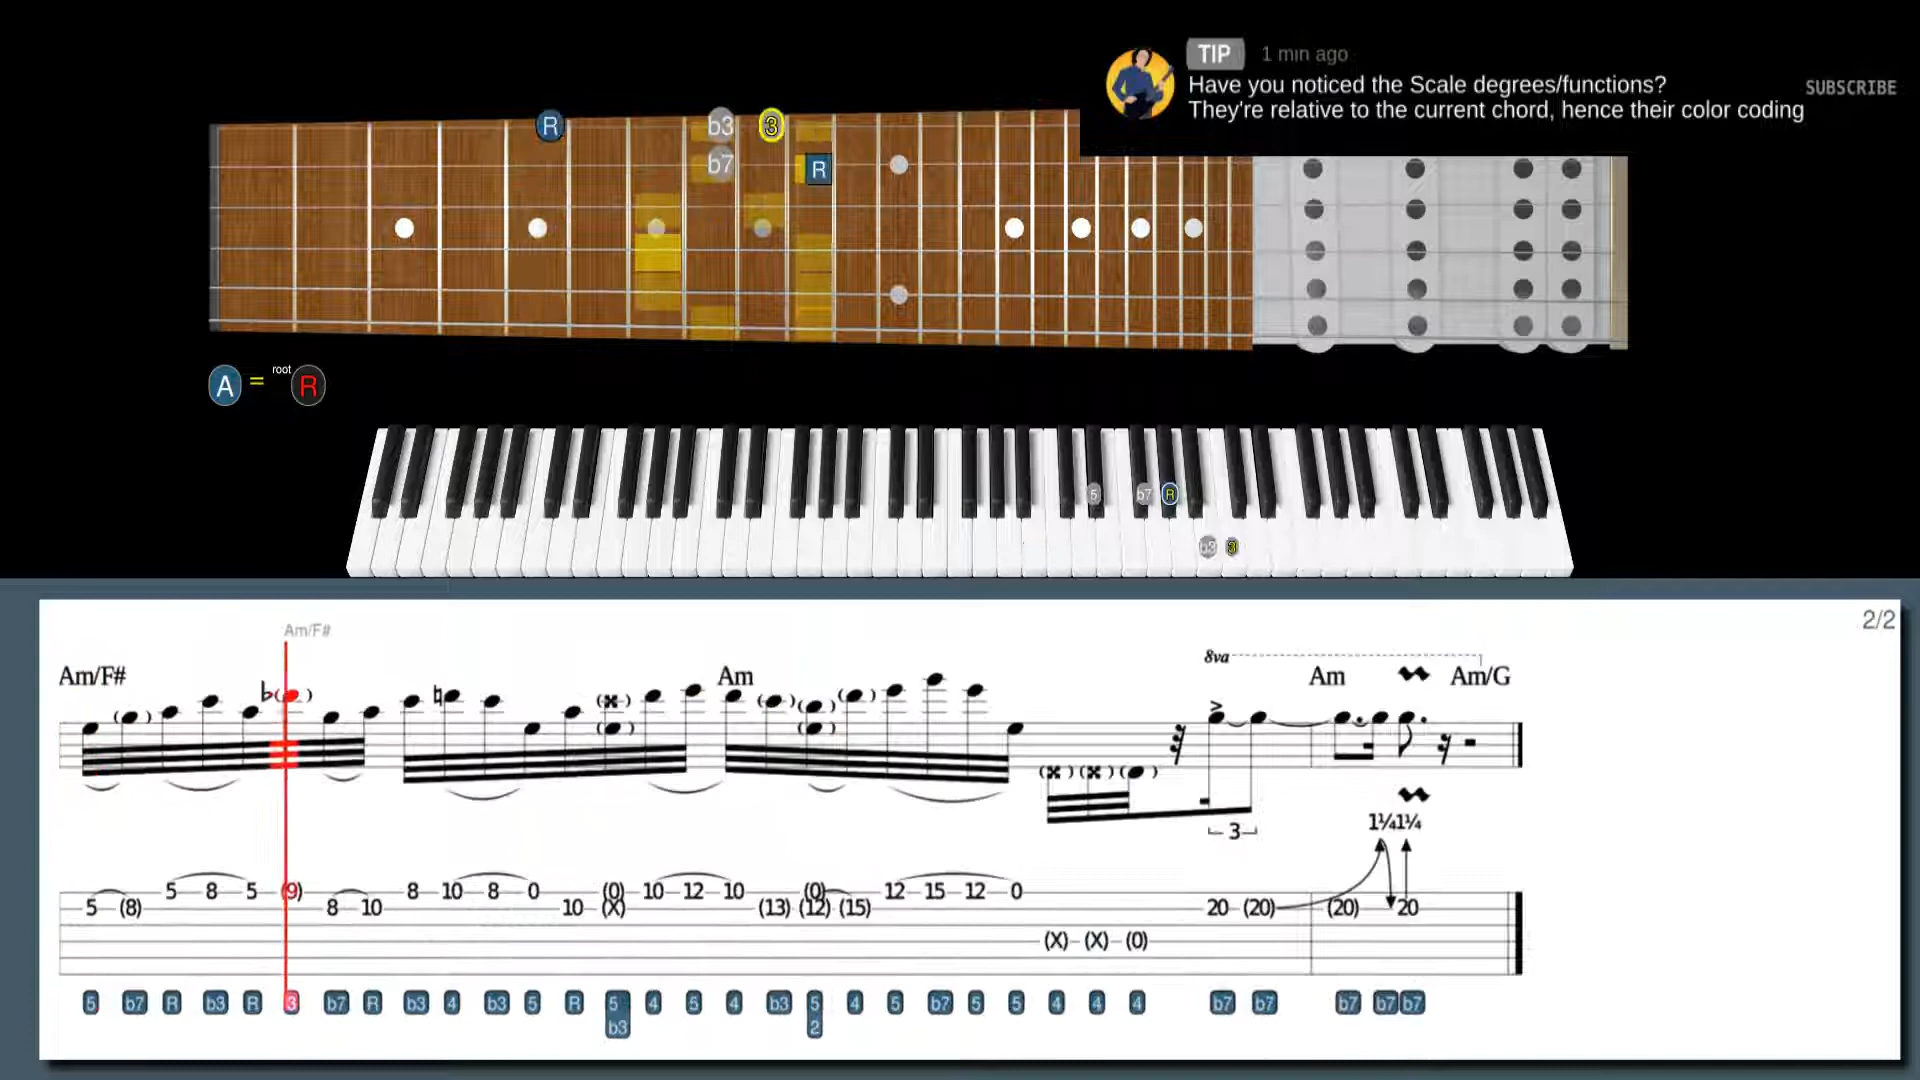 TIP 1 min ago
Have you noticed the Scale degrees/functions?
They're relative to the current chord, hence their color coding
SUBSCRIBE
R b3 3
b7 R
A = root R
5 b7 R
b3 3
2/2
Am/F#
Am/F# Am 8va Am Am/G
3
1¼ 1¼
5 8 5 (9) 8 10 8 0 (0) 10 12 10 (0) 12 15 12 0
5 (8) 8 10 10 (X) (13) (12) (15) 20 (20) (20) 20
(X) (X) (0)
5 b7 R b3 R 3 b7 R b3 4 b3 5 R 5 4 5 4 b3 5 4 5 b7 5 5 4 4 4 b7 b7 b7 b7 b7
b3 2